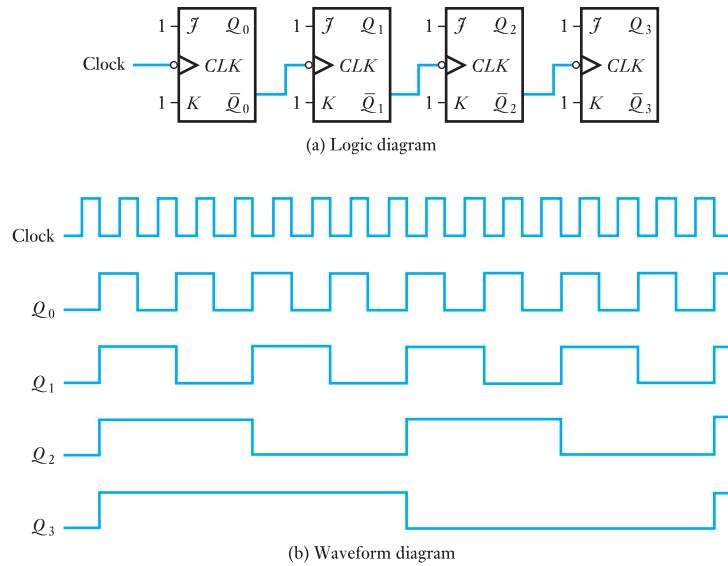 1 J Q0 1 J Q1 1 J Q2 1 J Q3
Clock CLK CLK CLK CLK
1 K Q̄0 1 K Q̄1 1 K Q̄2 1 K Q̄3
(a) Logic diagram
Clock
Q0
Q1
Q2
Q3
(b) Waveform diagram